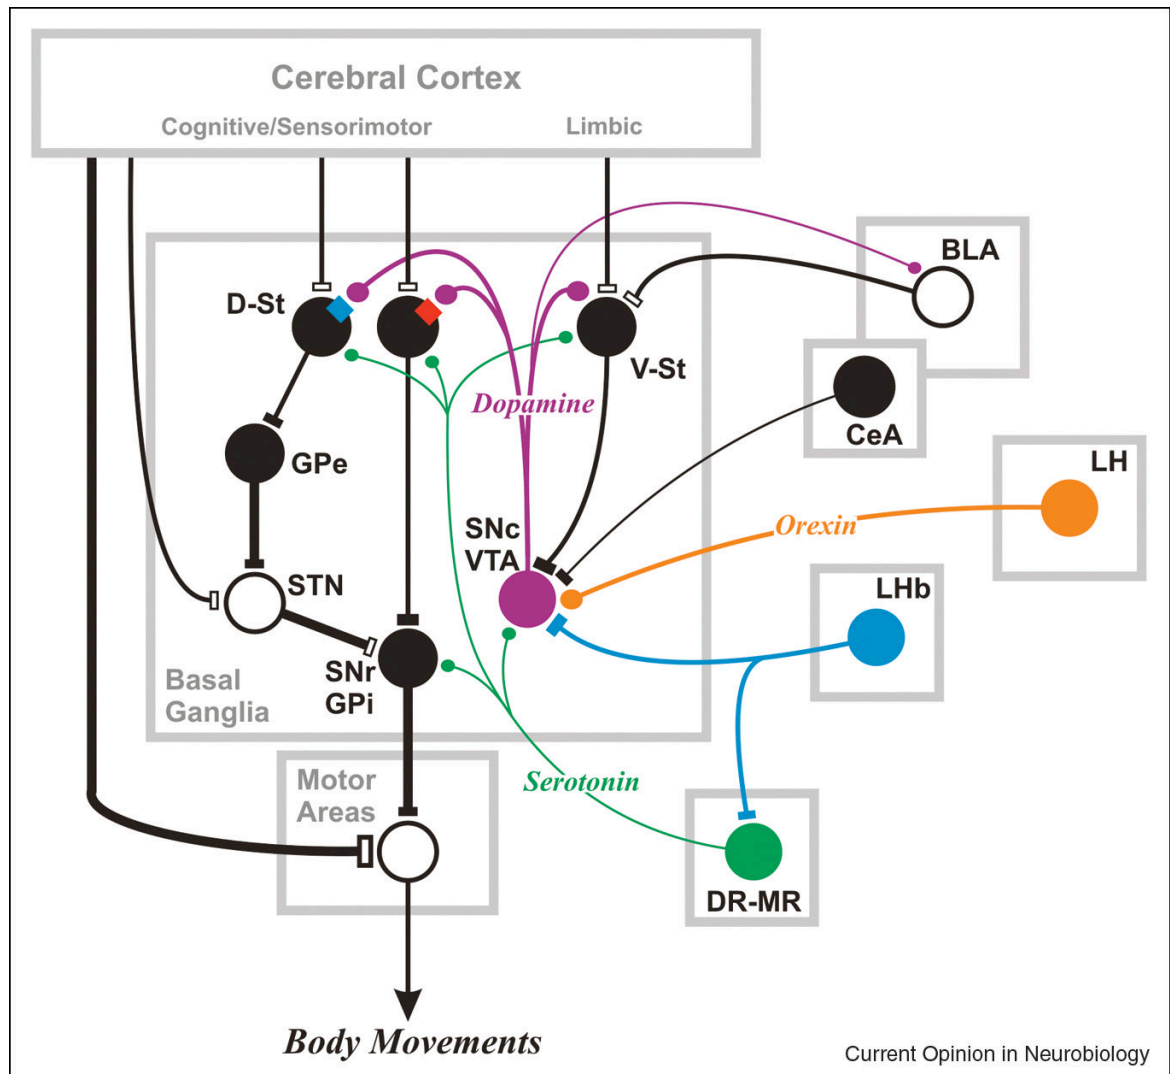 Cerebral Cortex
Cognitive/Sensorimotor
Limbic
BLA
D-St
V-St
Dopamine
CeA
GPe
LH
SNc
VTA
Orexin
STN
LHb
SNr
GPi
Basal
Ganglia
Motor
Areas
Serotonin
DR-MR
Body Movements
Current Opinion in Neurobiology